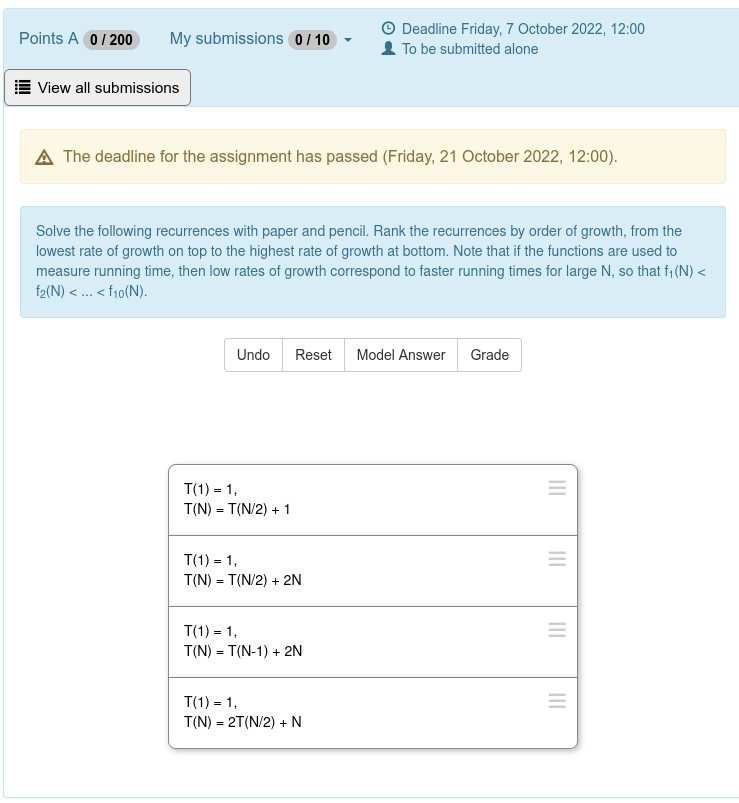 Points A 0 / 200 My submissions 0 / 10
Deadline Friday, 7 October 2022, 12:00
To be submitted alone
View all submissions
The deadline for the assignment has passed (Friday, 21 October 2022, 12:00).
Solve the following recurrences with paper and pencil. Rank the recurrences by order of growth, from the
lowest rate of growth on top to the highest rate of growth at bottom. Note that if the functions are used to
measure running time, then low rates of growth correspond to faster running times for large N, so that f₁(N) <
f₂(N) < ... < f₁₀(N).
Undo Reset Model Answer Grade
T(1) = 1,
T(N) = T(N/2) + 1
T(1) = 1,
T(N) = T(N/2) + 2N
T(1) = 1,
T(N) = T(N-1) + 2N
T(1) = 1,
T(N) = 2T(N/2) + N